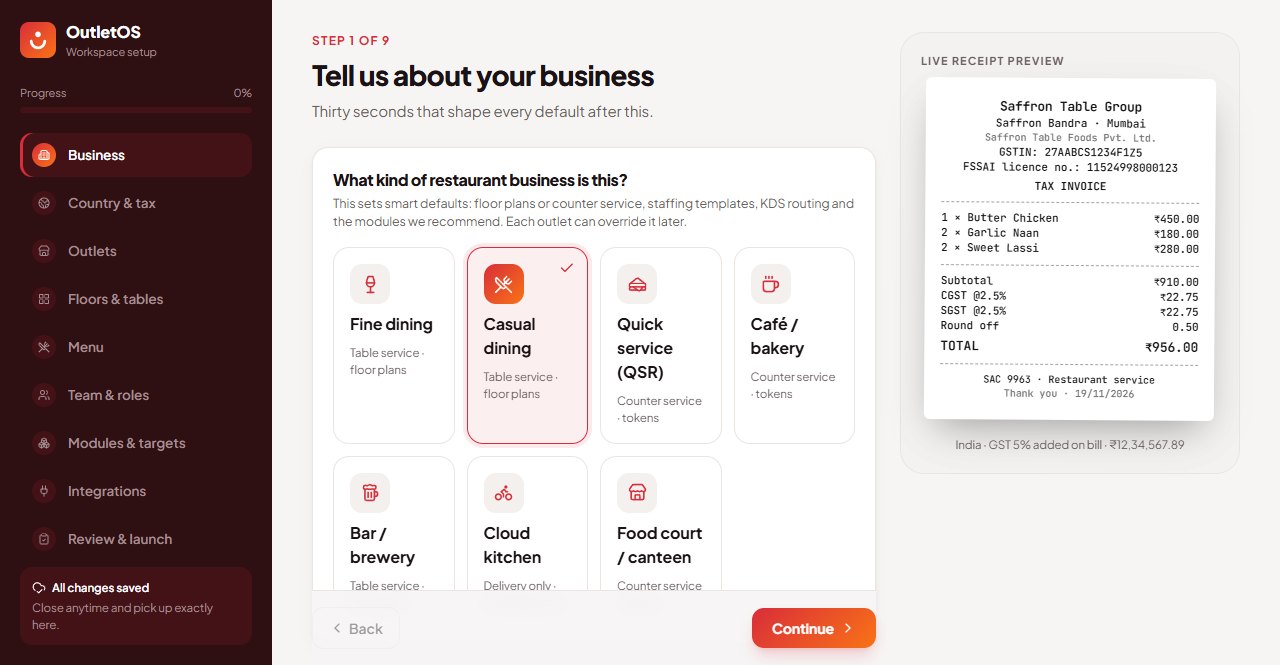 OutletOS
Workspace setup
Progress 0%
Business
Country & tax
Outlets
Floors & tables
Menu
Team & roles
Modules & targets
Integrations
Review & launch
All changes saved
Close anytime and pick up exactly
here.
STEP 1 OF 9
Tell us about your business
Thirty seconds that shape every default after this.
What kind of restaurant business is this?
This sets smart defaults: floor plans or counter service, staffing templates, KDS routing and
the modules we recommend. Each outlet can override it later.
Fine dining
Table service ·
floor plans
Casual
dining
Table service ·
floor plans
Quick
service
(QSR)
Counter service
· tokens
Café /
bakery
Counter service
· tokens
Bar /
brewery
Table service ·
Cloud
kitchen
Delivery only ·
Food court
/ canteen
Counter service
Back
Continue
LIVE RECEIPT PREVIEW
Saffron Table Group
Saffron Bandra · Mumbai
Saffron Table Foods Pvt. Ltd.
GSTIN: 27AABCS1234F1Z5
FSSAI licence no.: 11524998000123
TAX INVOICE
1 × Butter Chicken ₹450.00
2 × Garlic Naan ₹180.00
2 × Sweet Lassi ₹280.00
Subtotal ₹910.00
CGST @2.5% ₹22.75
SGST @2.5% ₹22.75
Round off 0.50
TOTAL ₹956.00
SAC 9963 · Restaurant service
Thank you · 19/11/2026
India · GST 5% added on bill · ₹12,34,567.89